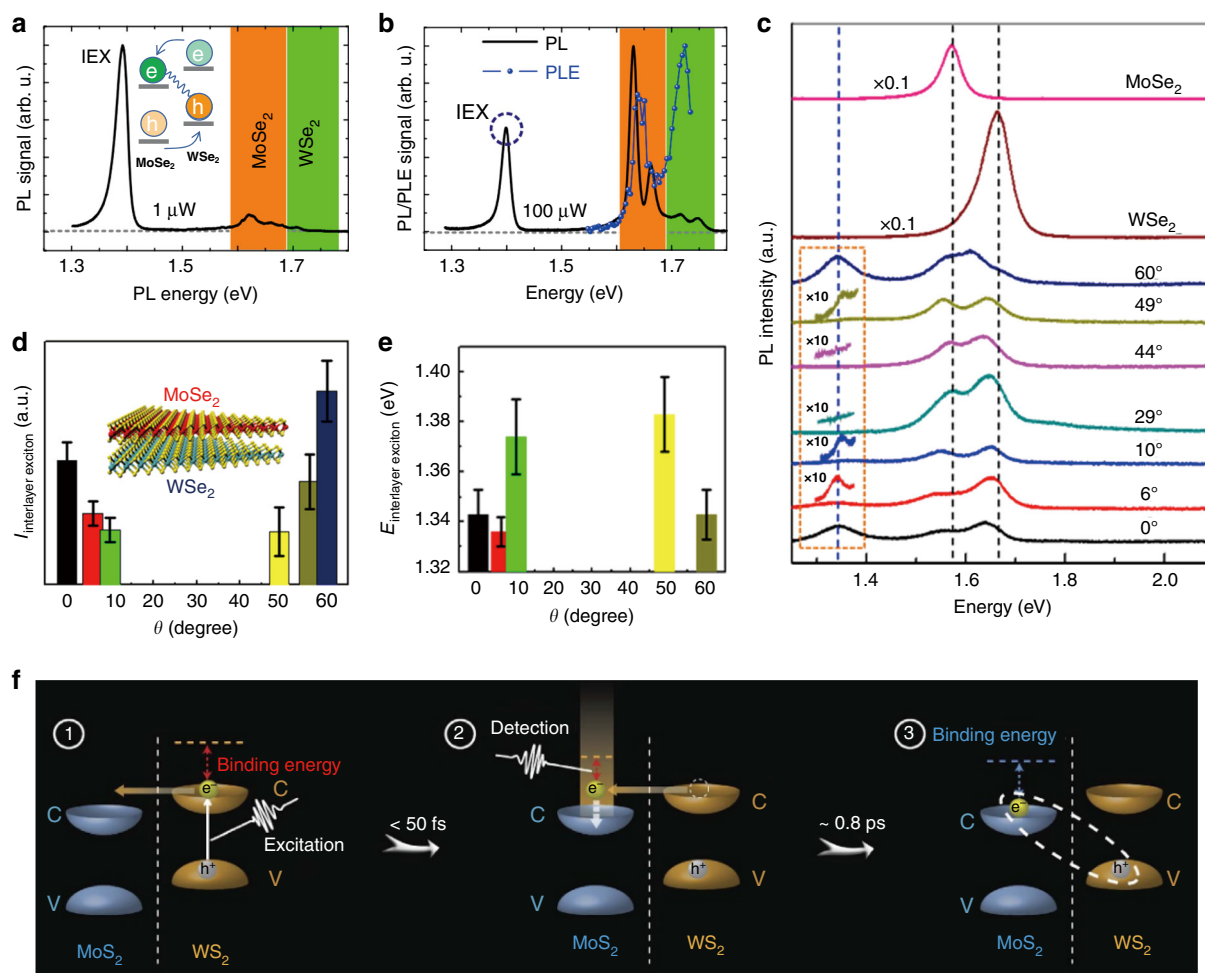 a
PL signal (arb. u.)
IEX
e
e
h
h
MoSe2
WSe2
1 μW
MoSe2
WSe2
1.3
1.5
1.7
PL energy (eV)
b
PL/PLE signal (arb. u.)
PL
PLE
IEX
100 μW
1.3
1.5
1.7
Energy (eV)
c
PL intensity (a.u.)
×0.1
MoSe2
×0.1
WSe2
60°
×10
49°
×10
44°
×10
29°
×10
10°
×10
6°
0°
1.4
1.6
1.8
2.0
Energy (eV)
d
Iinterlayer exciton (a.u.)
MoSe2
WSe2
0
10
20
30
40
50
60
θ (degree)
e
Einterlayer exciton (eV)
1.40
1.38
1.36
1.34
1.32
0
10
20
30
40
50
60
θ (degree)
f
1
Binding energy
e−
C
C
Excitation
h+
V
V
MoS2
WS2
< 50 fs
2
Detection
e−
C
C
h+
V
V
MoS2
WS2
~ 0.8 ps
3
Binding energy
e−
C
C
h+
V
V
MoS2
WS2